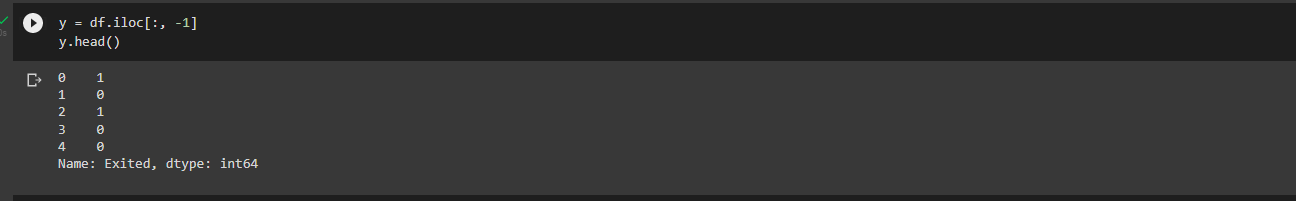 y = df.iloc[:, -1]
y.head()
0    1
1    0
2    1
3    0
4    0
Name: Exited, dtype: int64